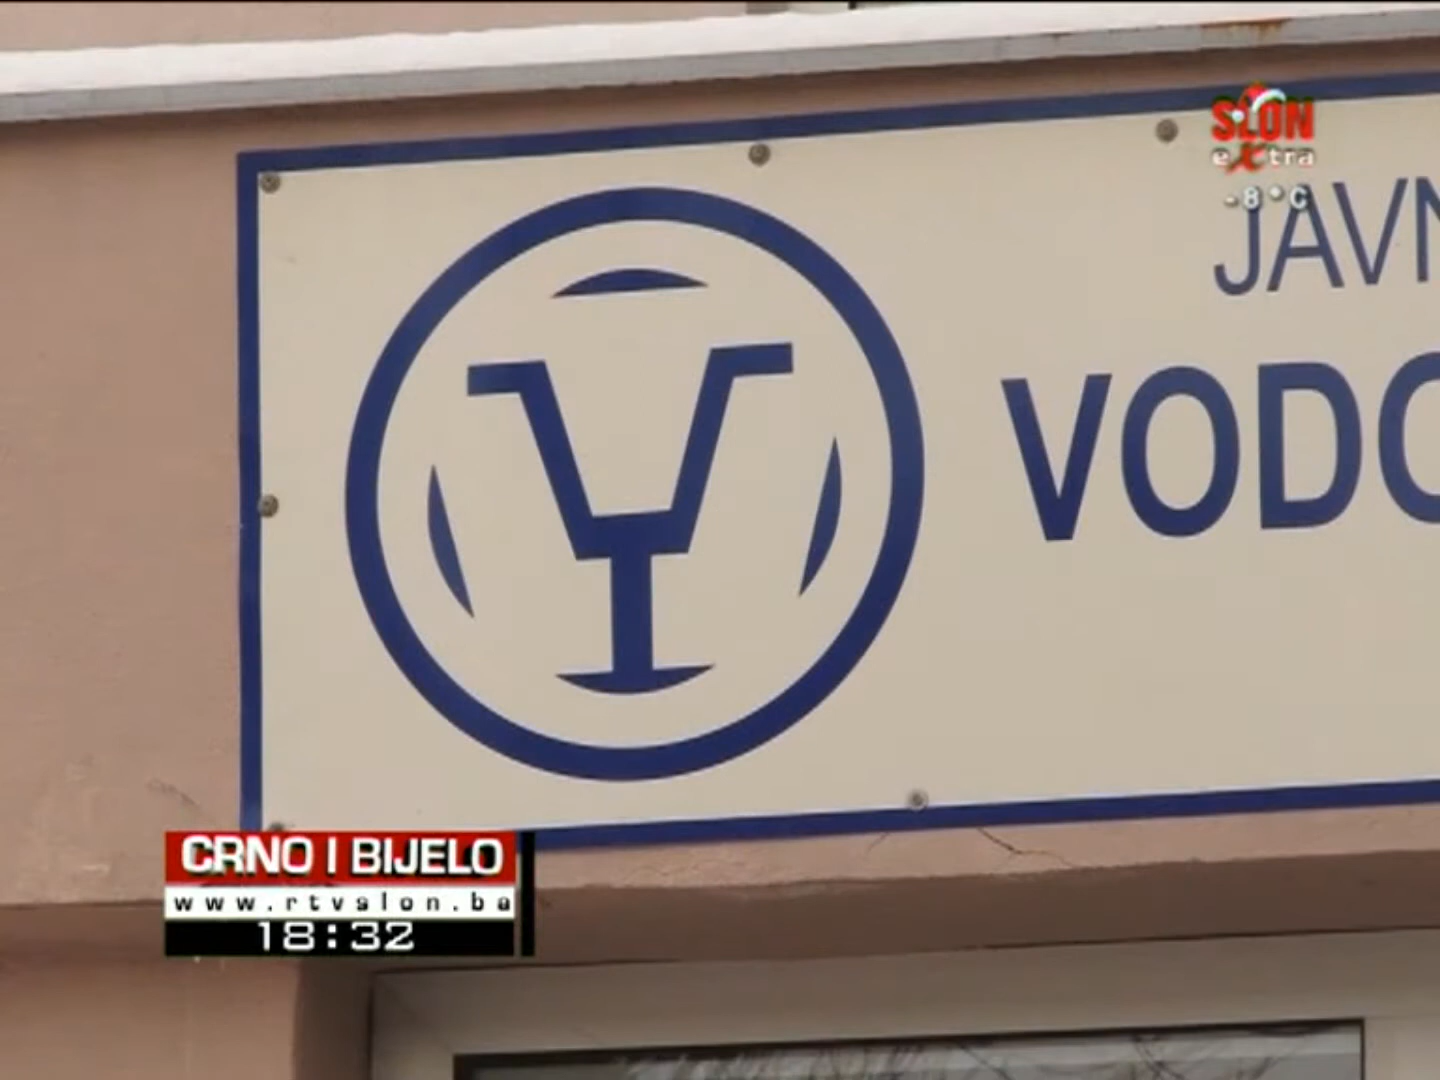 SLON
extra
-8°C
JAVN
VODO
CRNO I BIJELO
www.rtvslon.ba
18:32